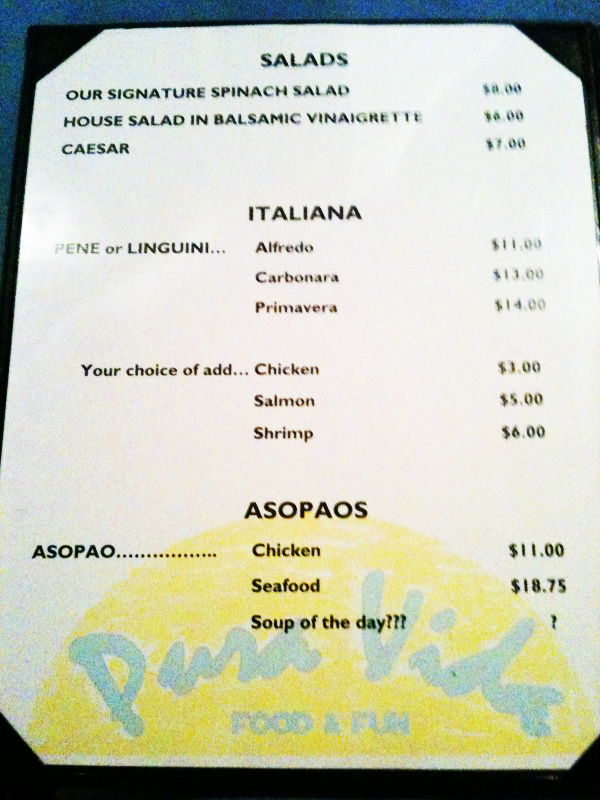 SALADS
OUR SIGNATURE SPINACH SALAD $8.00
HOUSE SALAD IN BALSAMIC VINAIGRETTE $6.00
CAESAR $7.00
ITALIANA
PENE or LINGUINI... Alfredo $11.00
Carbonara $13.00
Primavera $14.00
Your choice of add... Chicken $3.00
Salmon $5.00
Shrimp $6.00
ASOPAOS
ASOPAO................. Chicken $11.00
Seafood $18.75
Soup of the day??? ?
Pura Vida
FOOD & FUN